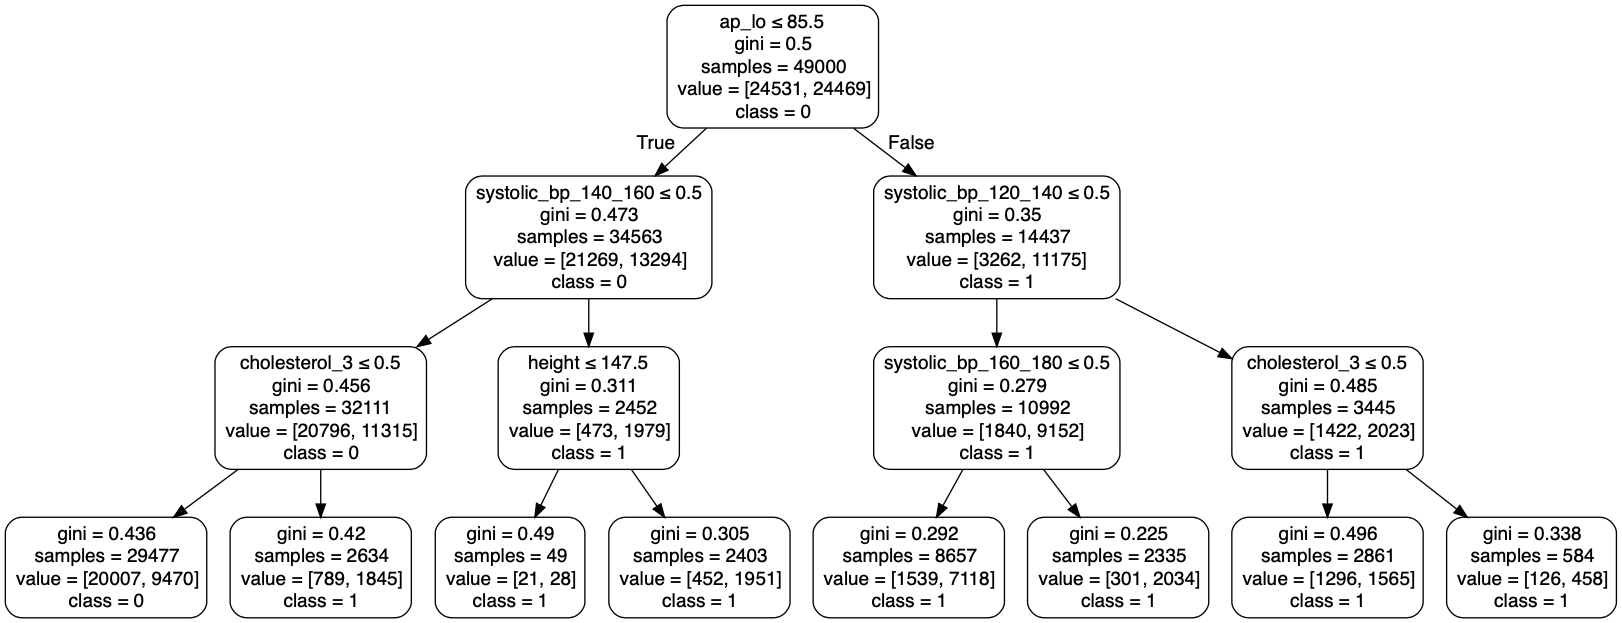 ap_lo ≤ 85.5
gini = 0.5
samples = 49000
value = [24531, 24469]
class = 0
True
False
systolic_bp_140_160 ≤ 0.5
gini = 0.473
samples = 34563
value = [21269, 13294]
class = 0
systolic_bp_120_140 ≤ 0.5
gini = 0.35
samples = 14437
value = [3262, 11175]
class = 1
cholesterol_3 ≤ 0.5
gini = 0.456
samples = 32111
value = [20796, 11315]
class = 0
height ≤ 147.5
gini = 0.311
samples = 2452
value = [473, 1979]
class = 1
systolic_bp_160_180 ≤ 0.5
gini = 0.279
samples = 10992
value = [1840, 9152]
class = 1
cholesterol_3 ≤ 0.5
gini = 0.485
samples = 3445
value = [1422, 2023]
class = 1
gini = 0.436
samples = 29477
value = [20007, 9470]
class = 0
gini = 0.42
samples = 2634
value = [789, 1845]
class = 1
gini = 0.49
samples = 49
value = [21, 28]
class = 1
gini = 0.305
samples = 2403
value = [452, 1951]
class = 1
gini = 0.292
samples = 8657
value = [1539, 7118]
class = 1
gini = 0.225
samples = 2335
value = [301, 2034]
class = 1
gini = 0.496
samples = 2861
value = [1296, 1565]
class = 1
gini = 0.338
samples = 584
value = [126, 458]
class = 1